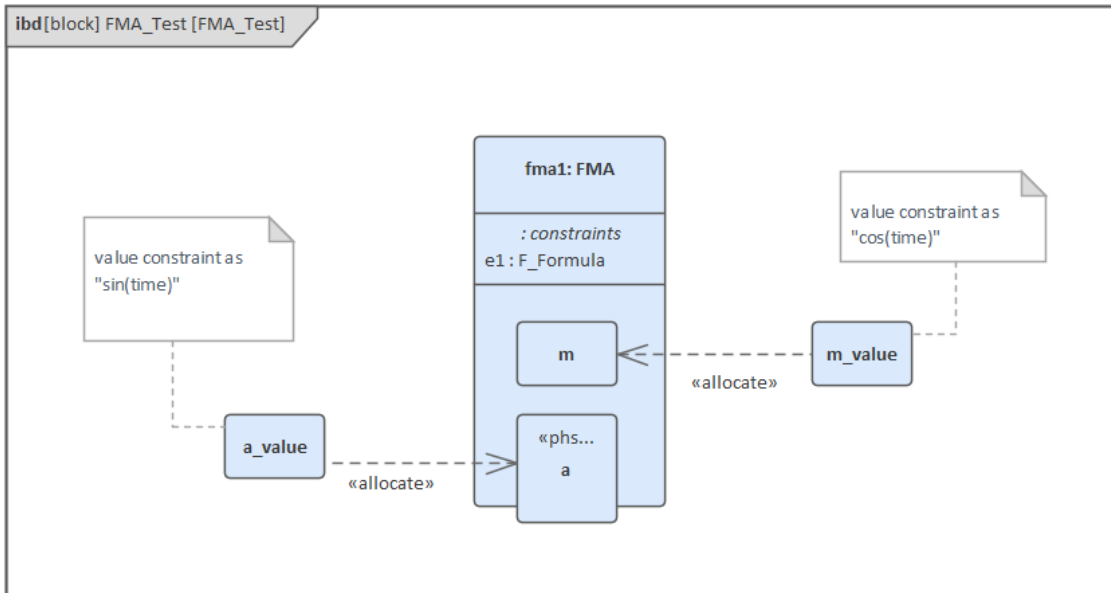 ibd [block] FMA_Test [FMA_Test]
fma1: FMA
: constraints
e1 : F_Formula
value constraint as
"sin(time)"
value constraint as
"cos(time)"
m
m_value
«allocate»
«phs...
a
a_value
«allocate»